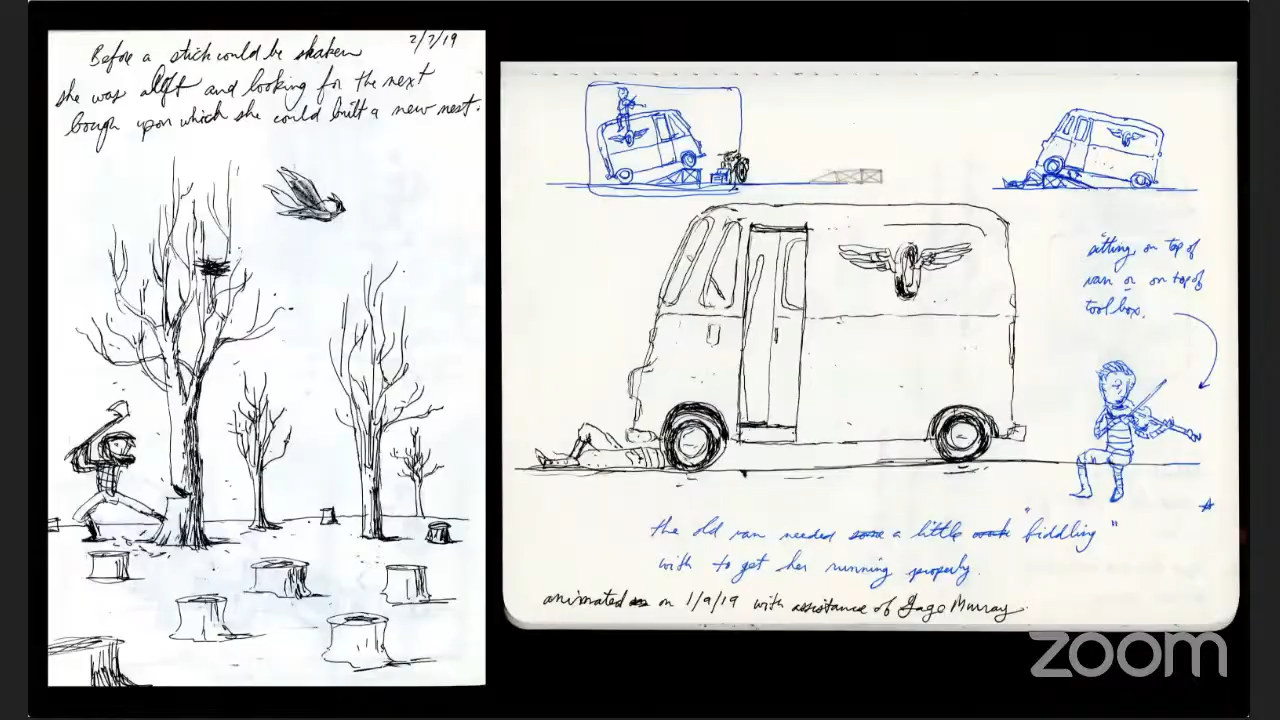 2/7/19
Before a stick could be shaken
she was aloft and looking for the next
bough upon which she could built a new nest.
sitting on top of
van or on top of
tool box.
the old van needed some a little work "fiddling"
with to get her running properly.
animated on 1/9/19 with assistance of Gage Murray.
zoom